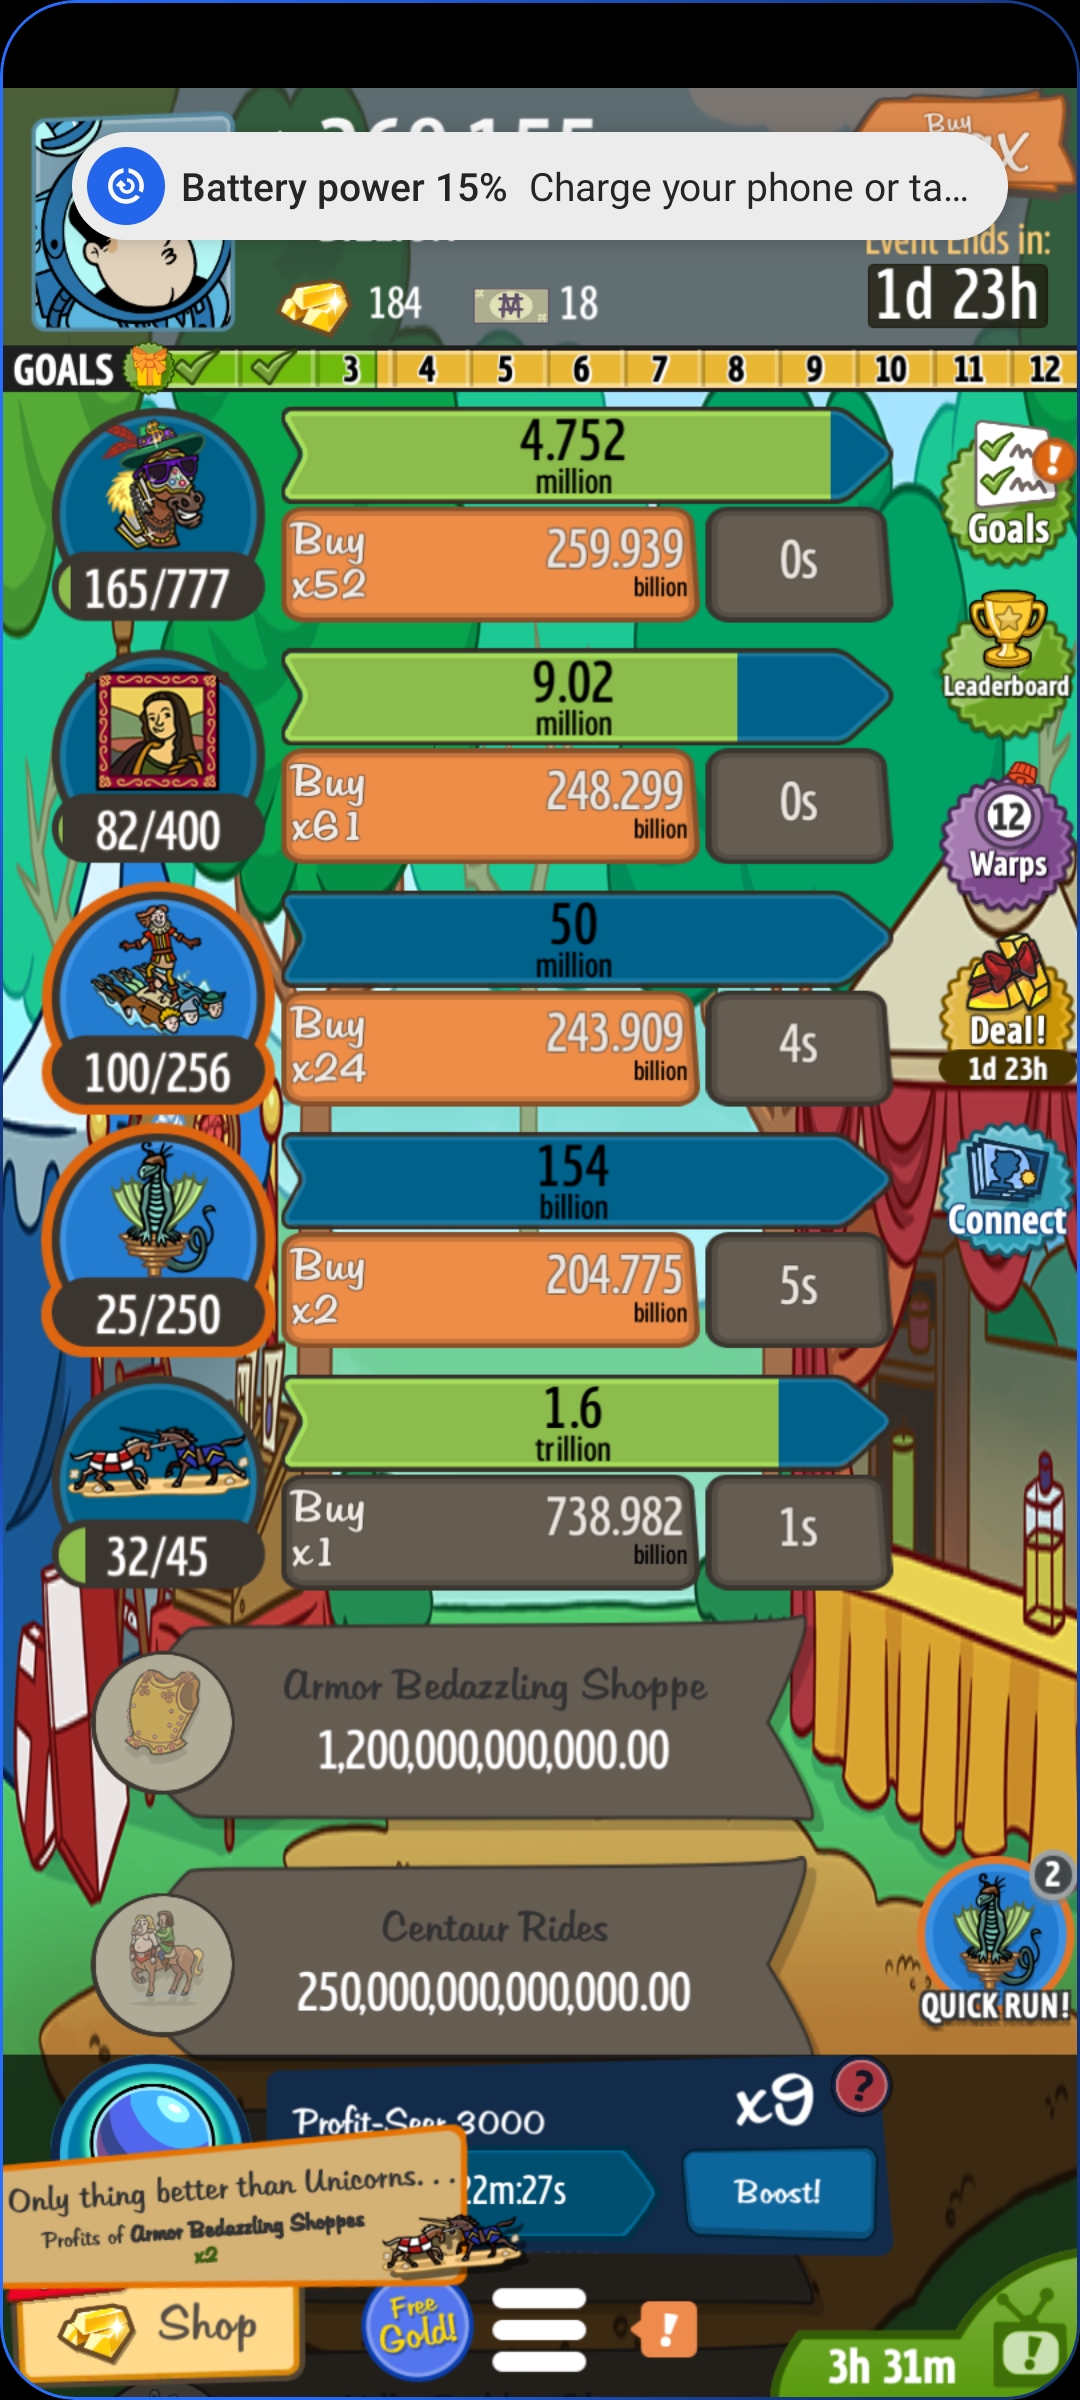 Battery power 15% Charge your phone or ta...
Buy
Event Ends in:
1d 23h
184
18
GOALS 3 4 5 6 7 8 9 10 11 12
4.752
million
Buy
x52
259.939
billion
0s
165/777
Goals
Leaderboard
9.02
million
Buy
x61
248.299
billion
0s
82/400
12
Warps
50
million
Buy
x24
243.909
billion
4s
100/256
Deal!
1d 23h
154
billion
Buy
x2
204.775
billion
5s
25/250
Connect
1.6
trillion
Buy
x1
738.982
billion
1s
32/45
Armor Bedazzling Shoppe
1,200,000,000,000.00
Centaur Rides
250,000,000,000,000.00
2
QUICK RUN!
Profit-Seer 3000
x9
?
22m:27s
Boost!
Only thing better than Unicorns...
Profits of Armor Bedazzling Shoppes
x2
Shop
Free
Gold!
!
3h 31m
!